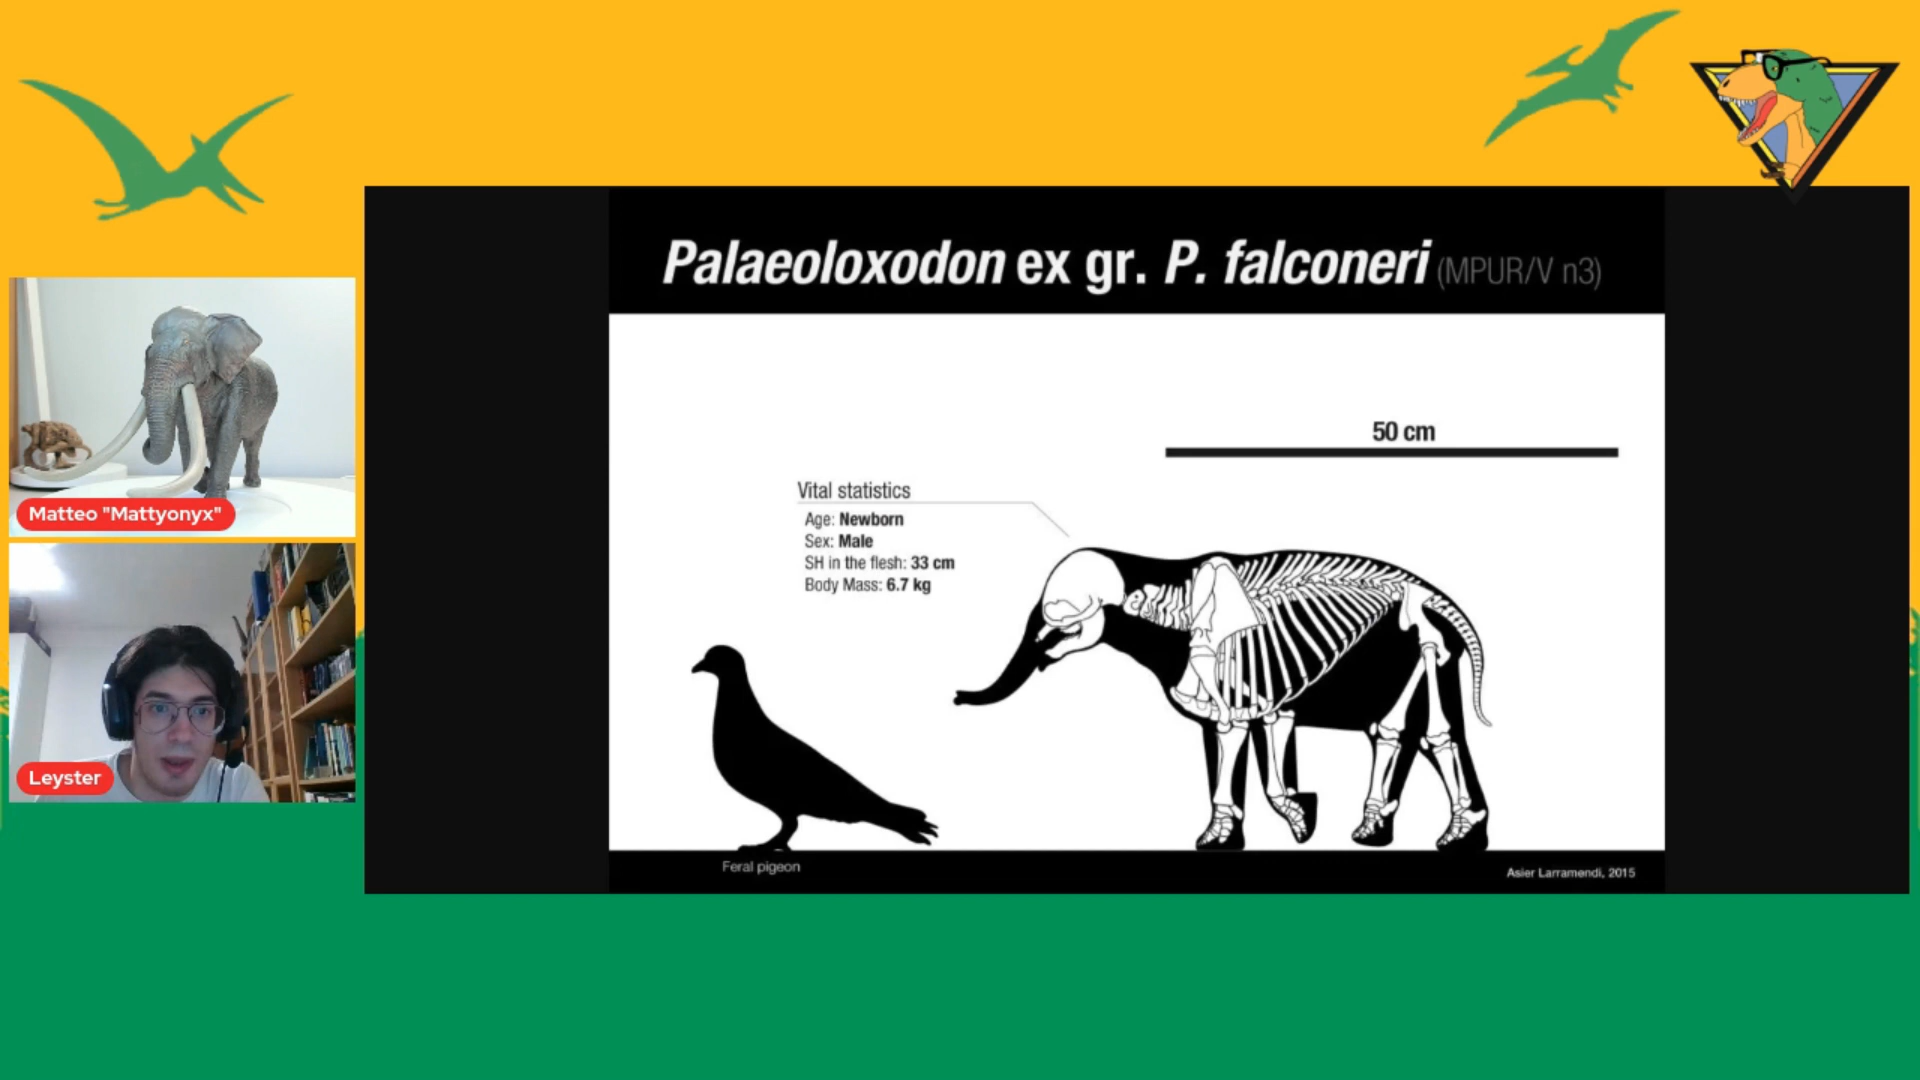 Palaeoloxodon ex gr. P. falconeri (MPUR/V n3)
50 cm
Vital statistics
Age: Newborn
Sex: Male
SH in the flesh: 33 cm
Body Mass: 6.7 kg
Feral pigeon
Asier Larramendi, 2015
Matteo "Mattyonyx"
Leyster